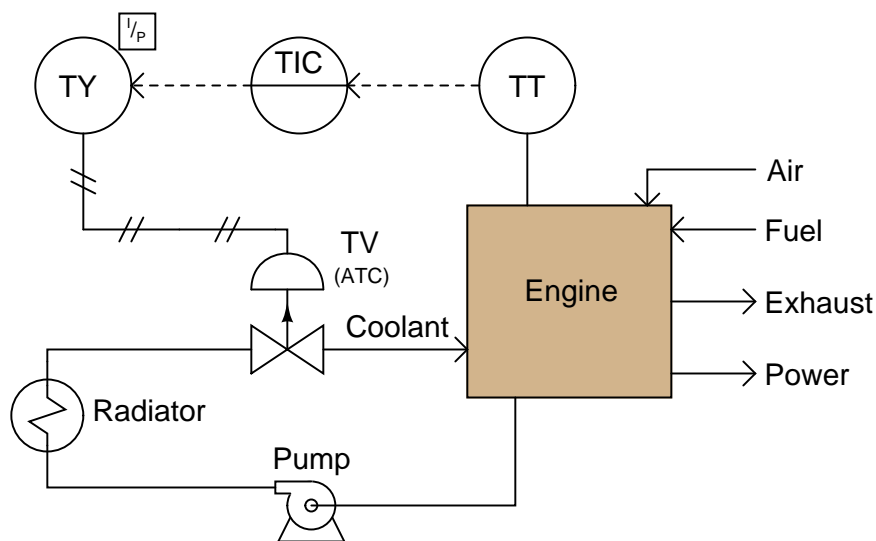 I/P
TY
TIC
TT
Air
Fuel
TV
(ATC)
Engine
Exhaust
Coolant
Power
Radiator
Pump